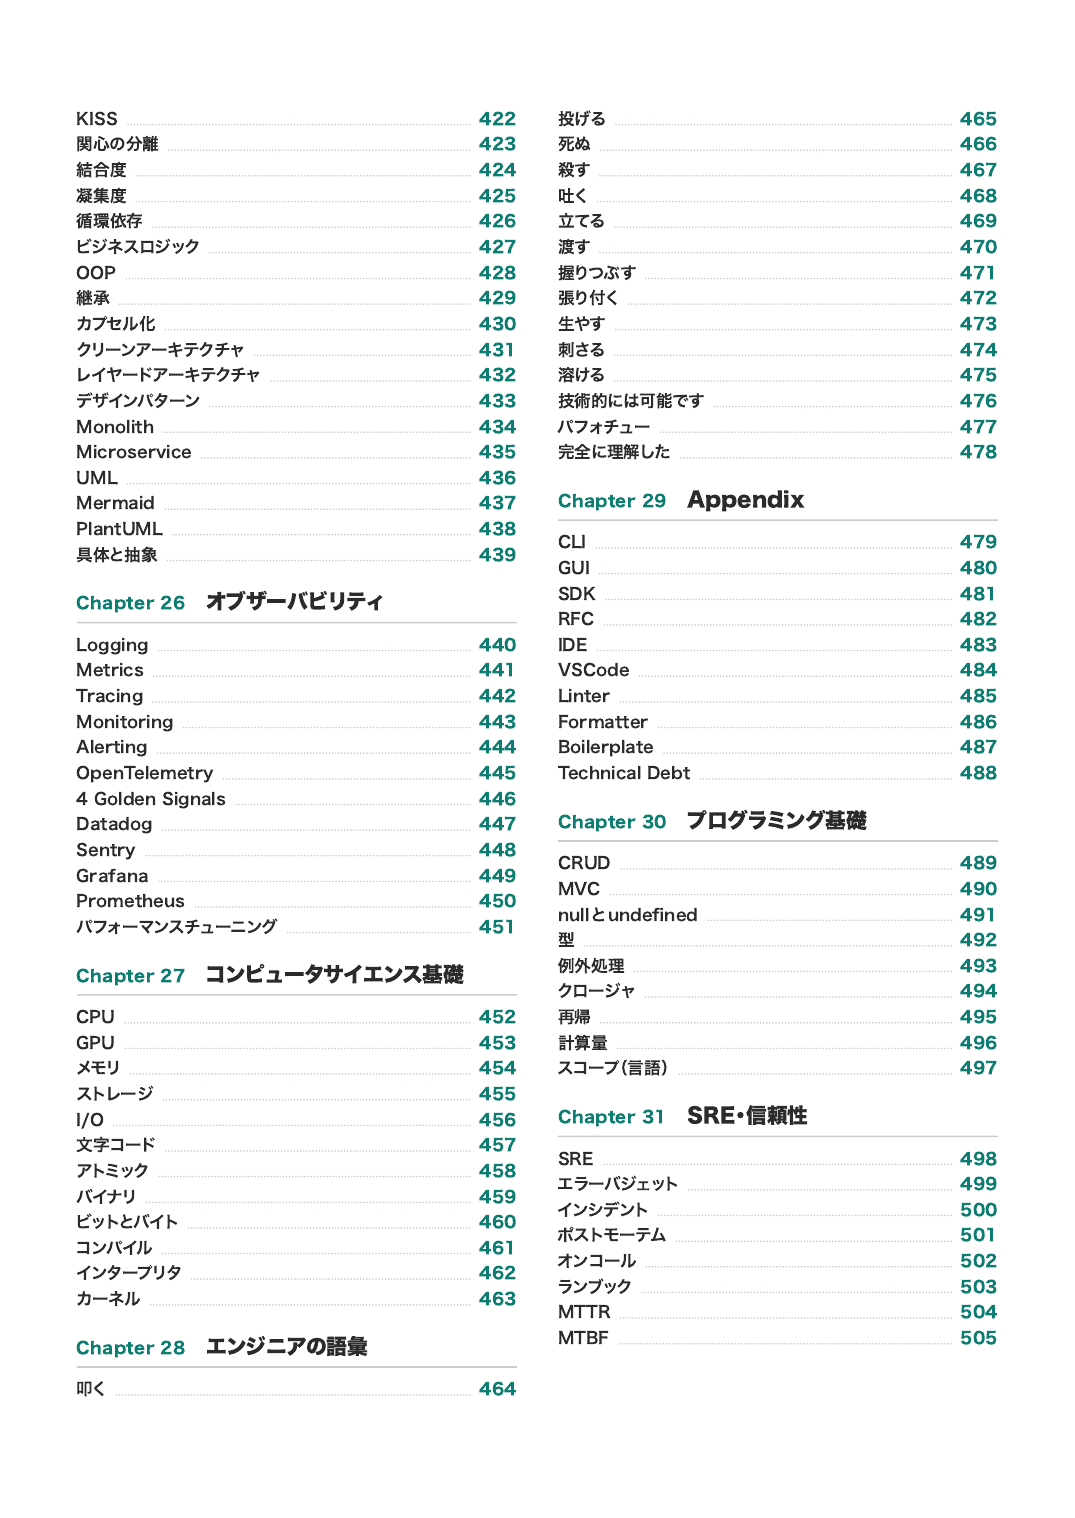 KISS 422
関心の分離 423
結合度 424
凝集度 425
循環依存 426
ビジネスロジック 427
OOP 428
継承 429
カプセル化 430
クリーンアーキテクチャ 431
レイヤードアーキテクチャ 432
デザインパターン 433
Monolith 434
Microservice 435
UML 436
Mermaid 437
PlantUML 438
具体と抽象 439
Chapter 26 オブザーバビリティ
Logging 440
Metrics 441
Tracing 442
Monitoring 443
Alerting 444
OpenTelemetry 445
4 Golden Signals 446
Datadog 447
Sentry 448
Grafana 449
Prometheus 450
パフォーマンスチューニング 451
Chapter 27 コンピュータサイエンス基礎
CPU 452
GPU 453
メモリ 454
ストレージ 455
I/O 456
文字コード 457
アトミック 458
バイナリ 459
ビットとバイト 460
コンパイル 461
インタープリタ 462
カーネル 463
Chapter 28 エンジニアの語彙
叩く 464
投げる 465
死ぬ 466
殺す 467
吐く 468
立てる 469
渡す 470
握りつぶす 471
張り付く 472
生やす 473
刺さる 474
溶ける 475
技術的には可能です 476
パフォチュー 477
完全に理解した 478
Chapter 29 Appendix
CLI 479
GUI 480
SDK 481
RFC 482
IDE 483
VSCode 484
Linter 485
Formatter 486
Boilerplate 487
Technical Debt 488
Chapter 30 プログラミング基礎
CRUD 489
MVC 490
nullとundefined 491
型 492
例外処理 493
クロージャ 494
再帰 495
計算量 496
スコープ（言語） 497
Chapter 31 SRE・信頼性
SRE 498
エラーバジェット 499
インシデント 500
ポストモーテム 501
オンコール 502
ランブック 503
MTTR 504
MTBF 505